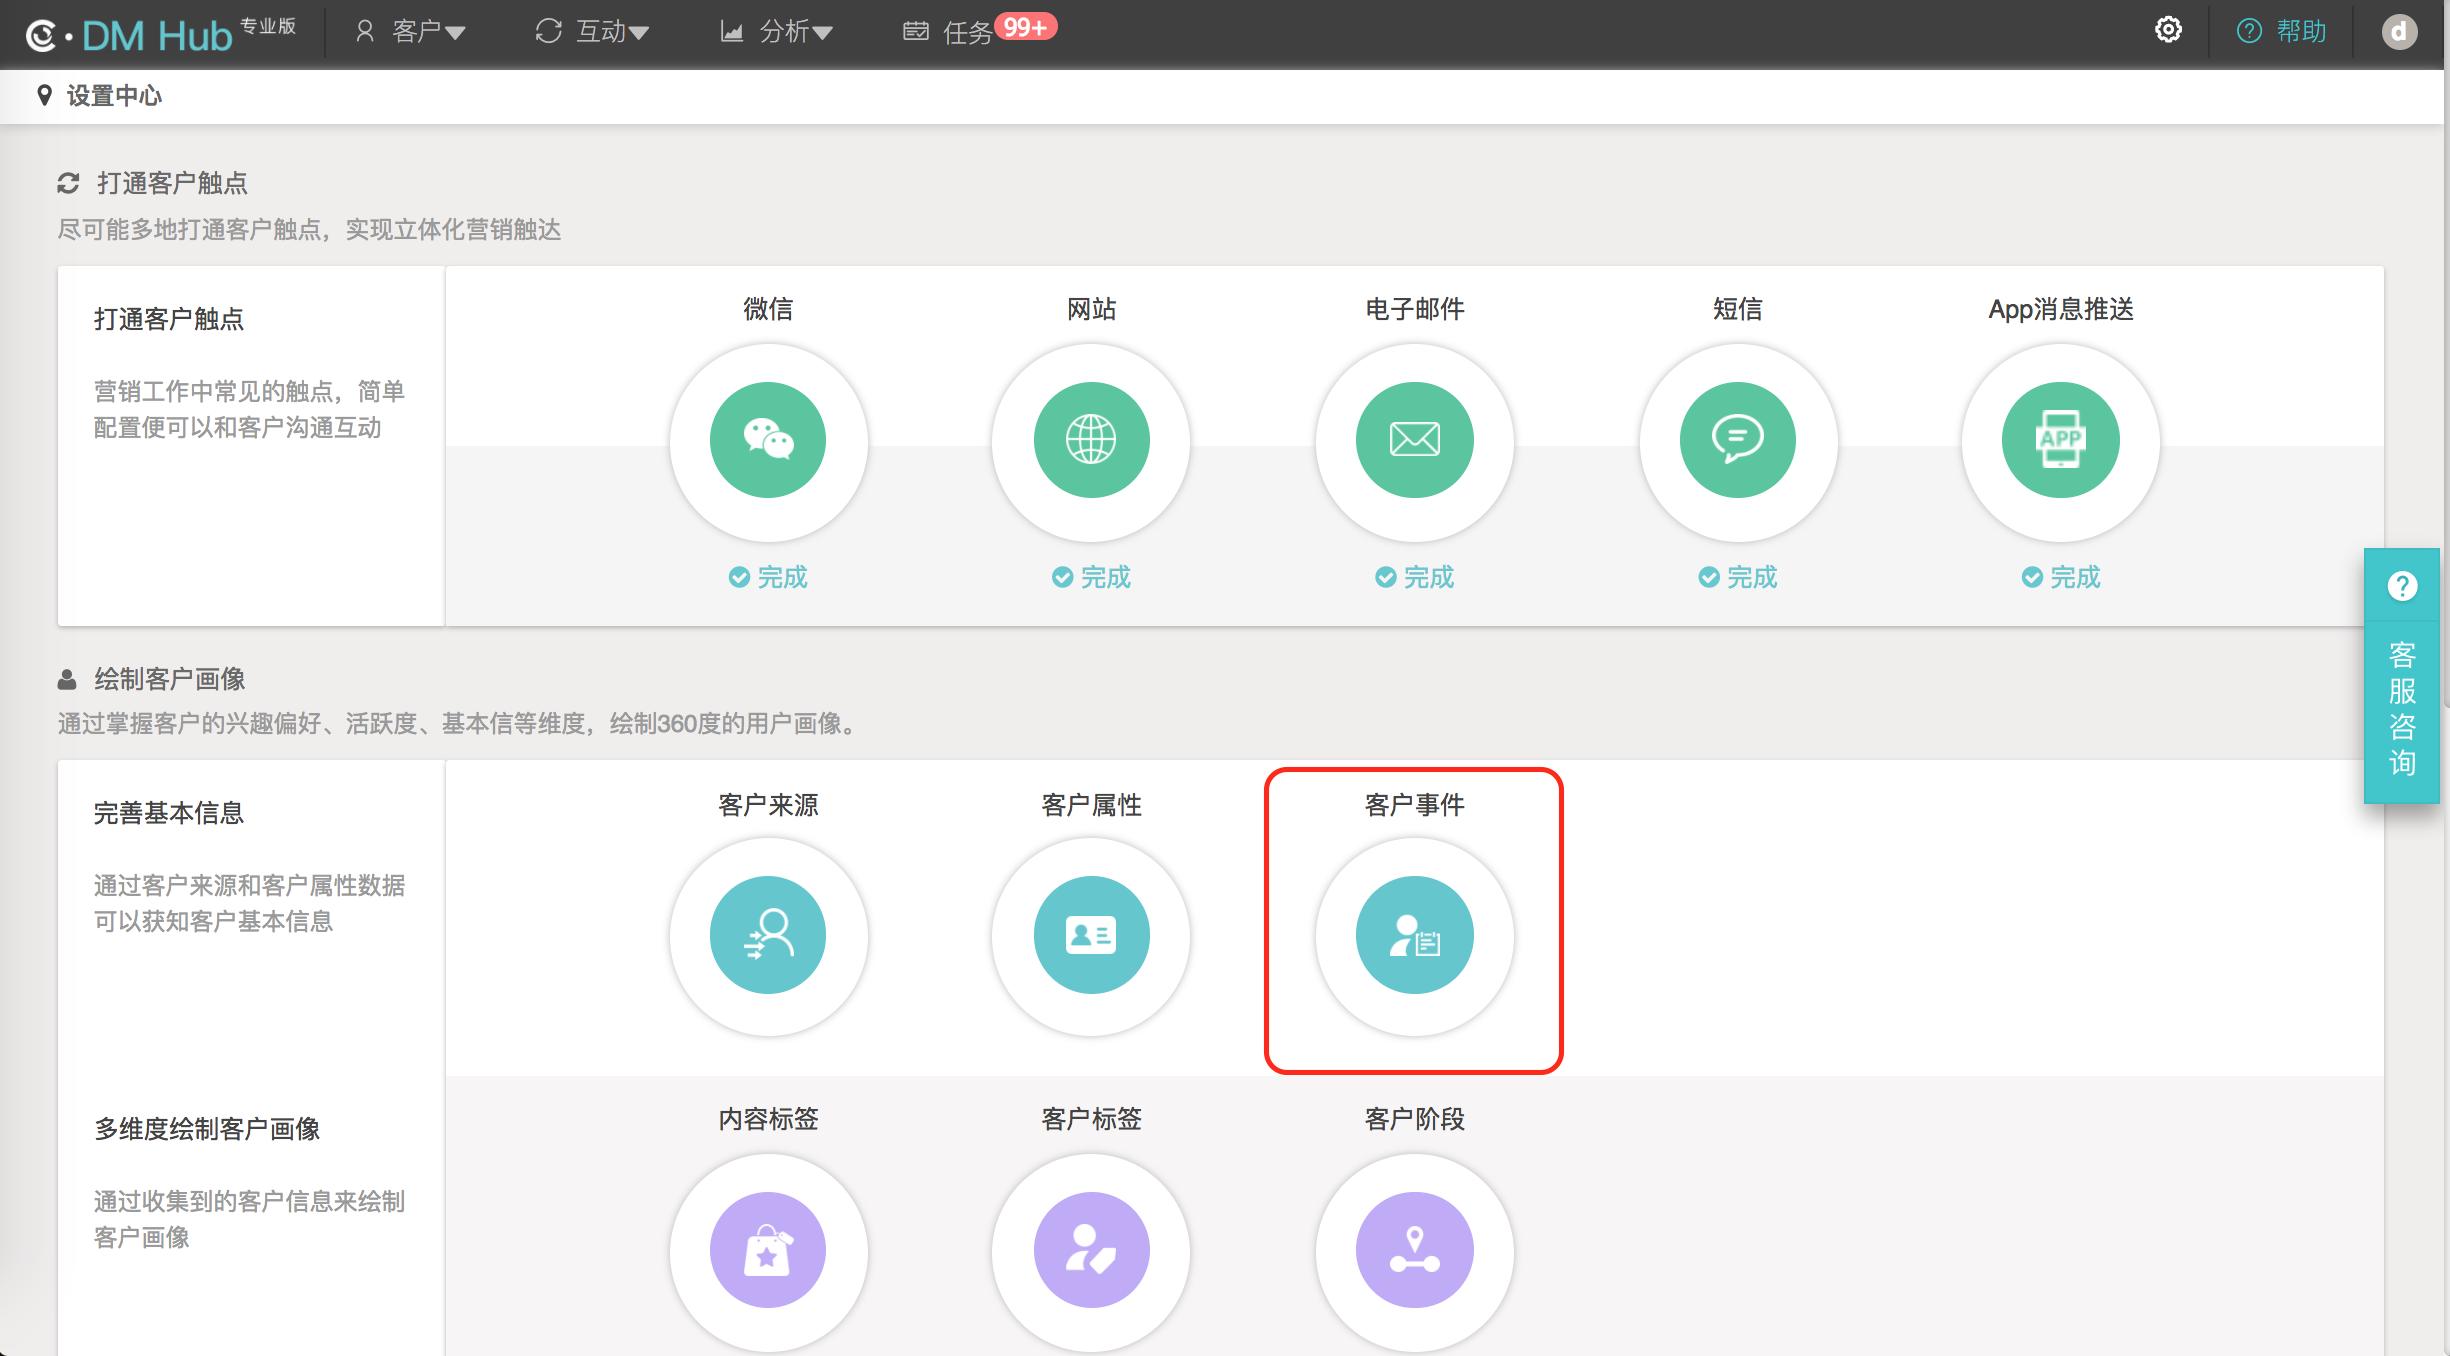 DM Hub 专业版 客户 互动 分析 任务 99+ 帮助 d
设置中心
打通客户触点
尽可能多地打通客户触点，实现立体化营销触达
打通客户触点
营销工作中常见的触点，简单
配置便可以和客户沟通互动
微信 网站 电子邮件 短信 App消息推送
APP
完成 完成 完成 完成 完成
客服咨询
绘制客户画像
通过掌握客户的兴趣偏好、活跃度、基本信等维度，绘制360度的用户画像。
完善基本信息
通过客户来源和客户属性数据
可以获知客户基本信息
客户来源 客户属性 客户事件
多维度绘制客户画像
通过收集到的客户信息来绘制
客户画像
内容标签 客户标签 客户阶段